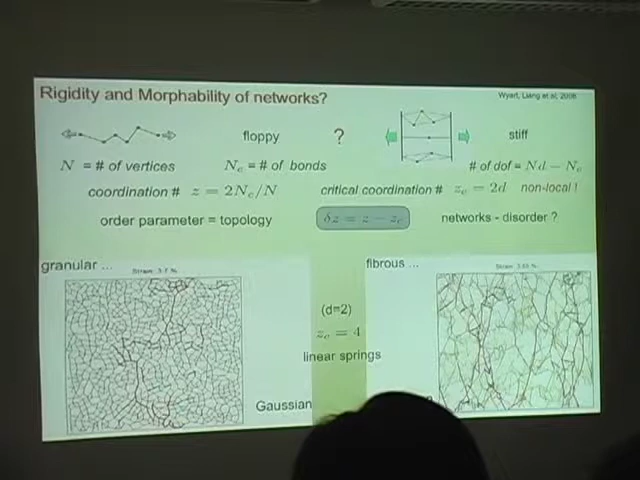 Rigidity and Morphability of networks?
Wyart, Liang et al, 2008
floppy ? stiff
N = # of vertices N_c = # of bonds # of dof = Nd − N_c
coordination # z = 2N_c/N critical coordination # z_c = 2d non-local !
order parameter = topology δz = z − z_c networks - disorder ?
granular ...
fibrous ...
(d=2)
z_c = 4
linear springs
Gaussian